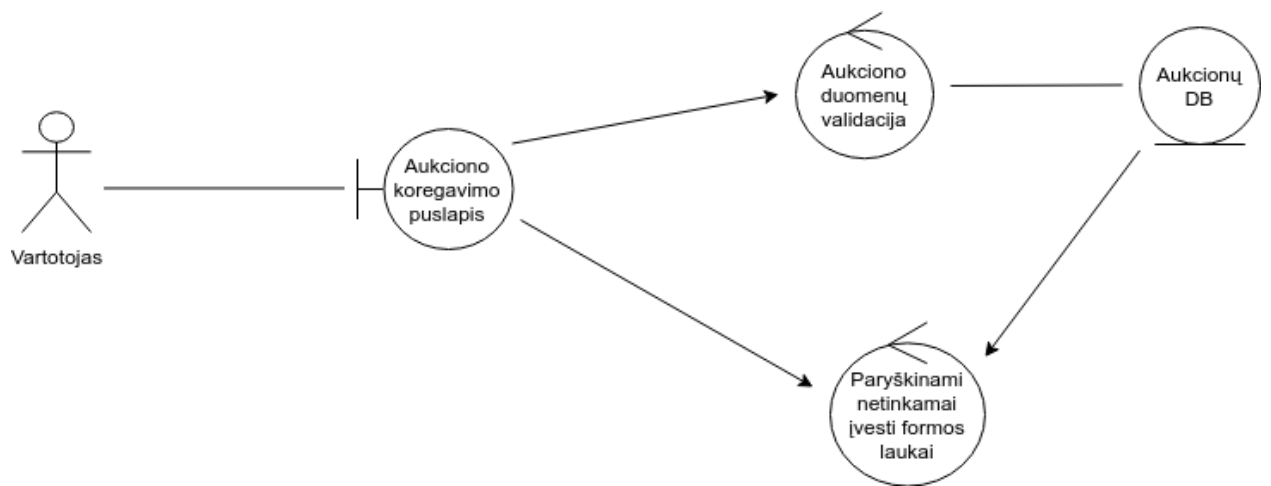 Vartotojas
Aukciono
koregavimo
puslapis
Aukciono
duomenų
validacija
Aukcionų
DB
Paryškinami
netinkamai
įvesti formos
laukai